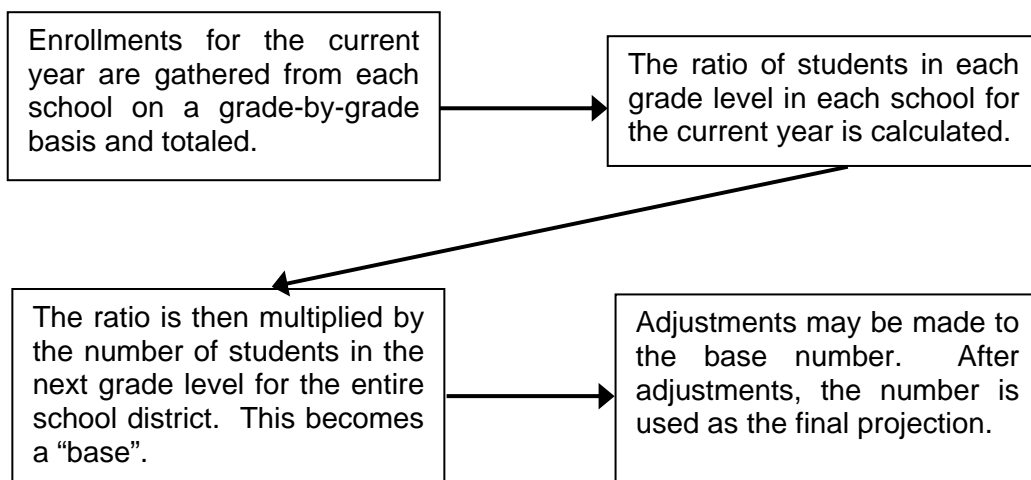 Enrollments for the current
year are gathered from each
school on a grade-by-grade
basis and totaled.
The ratio of students in each
grade level in each school for
the current year is calculated.
The ratio is then multiplied by
the number of students in the
next grade level for the entire
school district. This becomes
a “base”.
Adjustments may be made to
the base number. After
adjustments, the number is
used as the final projection.